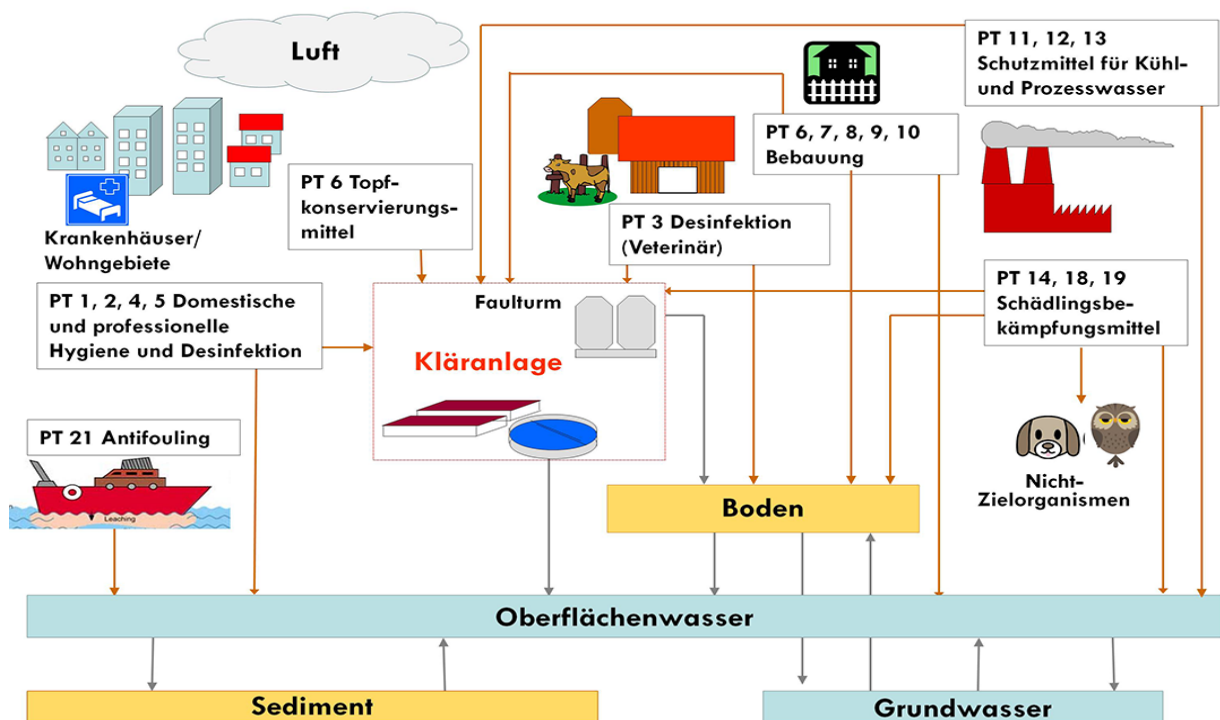 Luft
PT 11, 12, 13
Schutzmittel für Kühl-
und Prozesswasser
PT 6, 7, 8, 9, 10
Bebauung
PT 6 Topf-
konservierungs-
mittel
PT 3 Desinfektion
(Veterinär)
Krankenhäuser/
Wohngebiete
PT 14, 18, 19
Schädlingsbe-
kämpfungsmittel
PT 1, 2, 4, 5 Domestische
und professionelle
Hygiene und Desinfektion
Faulturm
Kläranlage
PT 21 Antifouling
Leaching
Nicht-
Zielorganismen
Boden
Oberflächenwasser
Sediment
Grundwasser